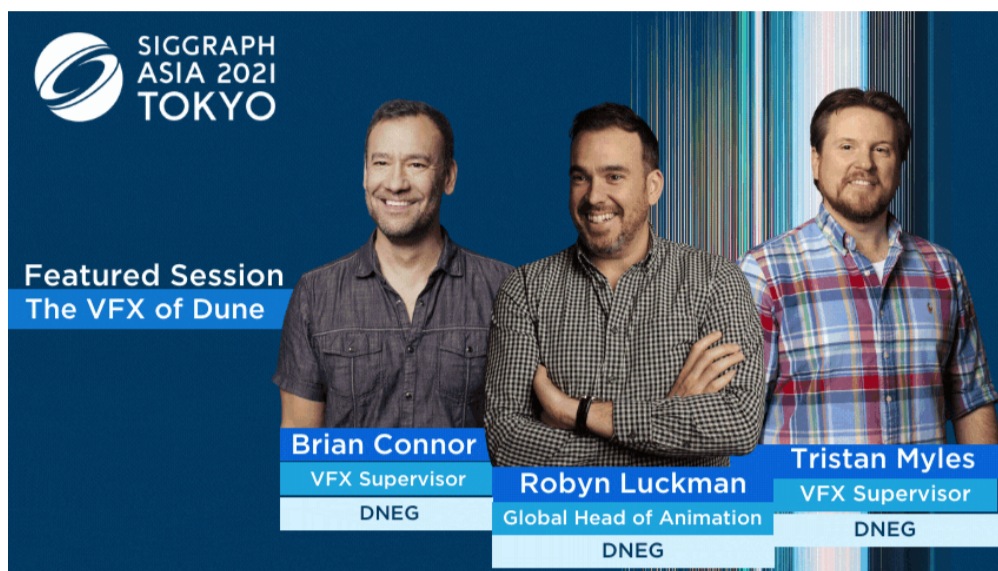 SIGGRAPH
ASIA 2021
TOKYO
Featured Session
The VFX of Dune
Brian Connor
VFX Supervisor
DNEG
Robyn Luckman
Global Head of Animation
DNEG
Tristan Myles
VFX Supervisor
DNEG